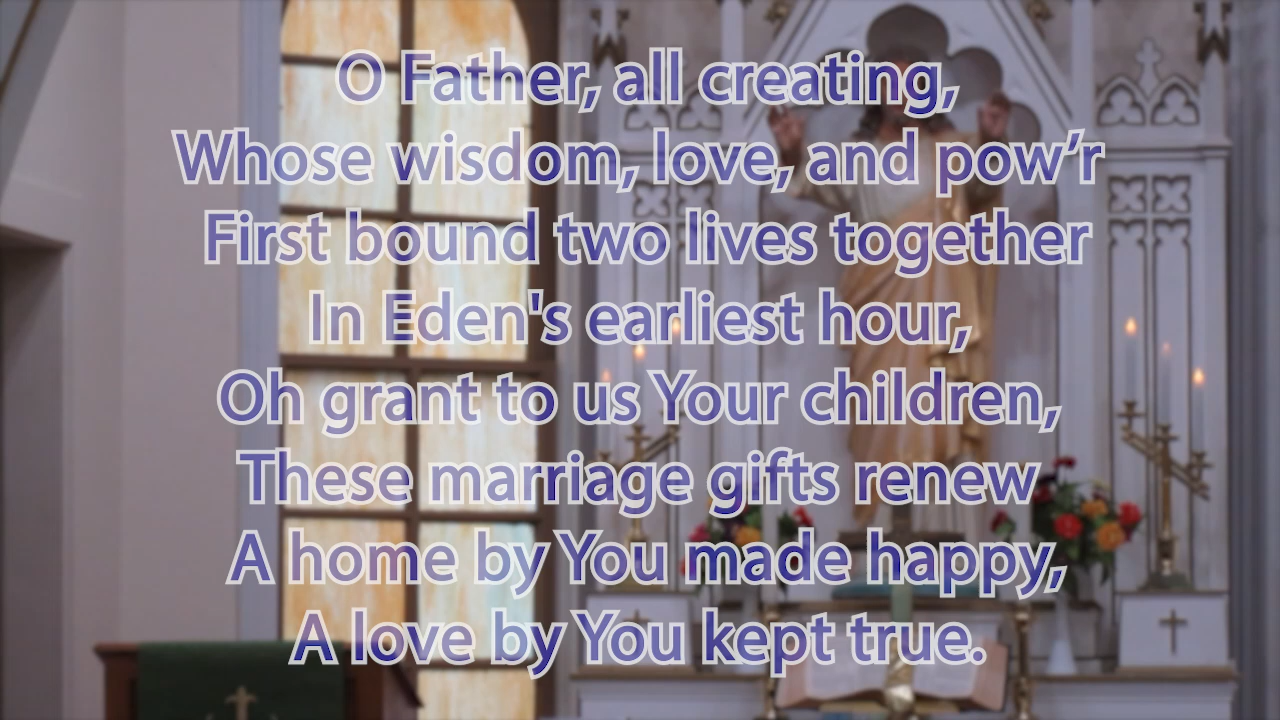 O Father, all creating,
Whose wisdom, love, and pow’r
First bound two lives together
In Eden's earliest hour,
Oh grant to us Your children,
These marriage gifts renew
A home by You made happy,
A love by You kept true.